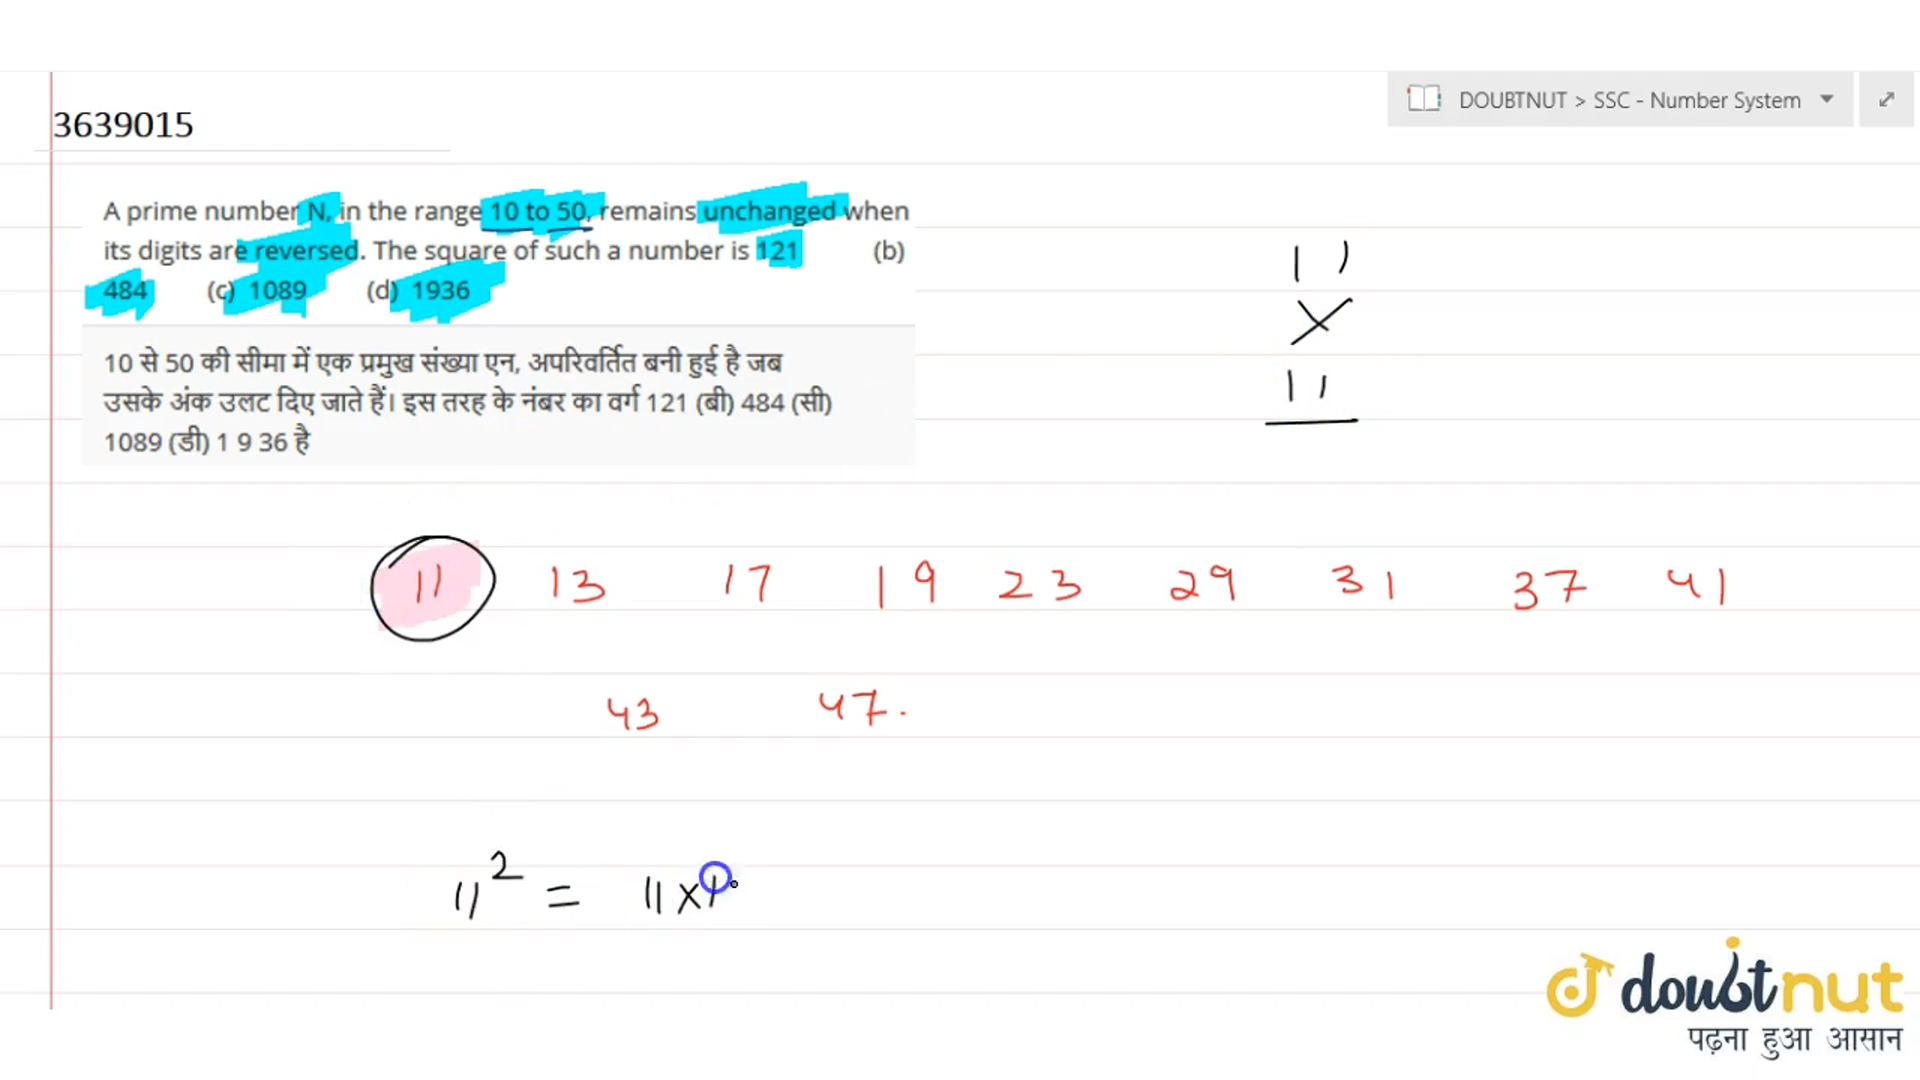 DOUBTNUT > SSC - Number System
3639015
A prime number N, in the range 10 to 50, remains unchanged when
its digits are reversed. The square of such a number is 121 (b)
484 (c) 1089 (d) 1936
10 से 50 की सीमा में एक प्रमुख संख्या एन, अपरिवर्तित बनी हुई है जब
उसके अंक उलट दिए जाते हैं। इस तरह के नंबर का वर्ग 121 (बी) 484 (सी)
1089 (डी) 1 9 36 है
11
×
11
11 13 17 19 23 29 31 37 41
43 47.
11² = 11×1
doubtnut
पढ़ना हुआ आसान